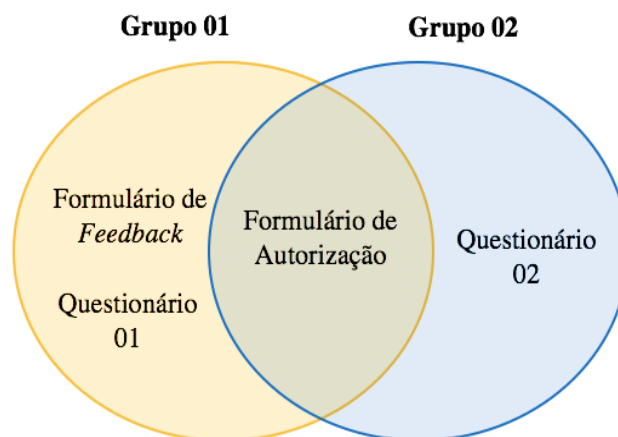 Grupo 01
Grupo 02
Formulário de
Feedback
Questionário
01
Formulário de
Autorização
Questionário
02